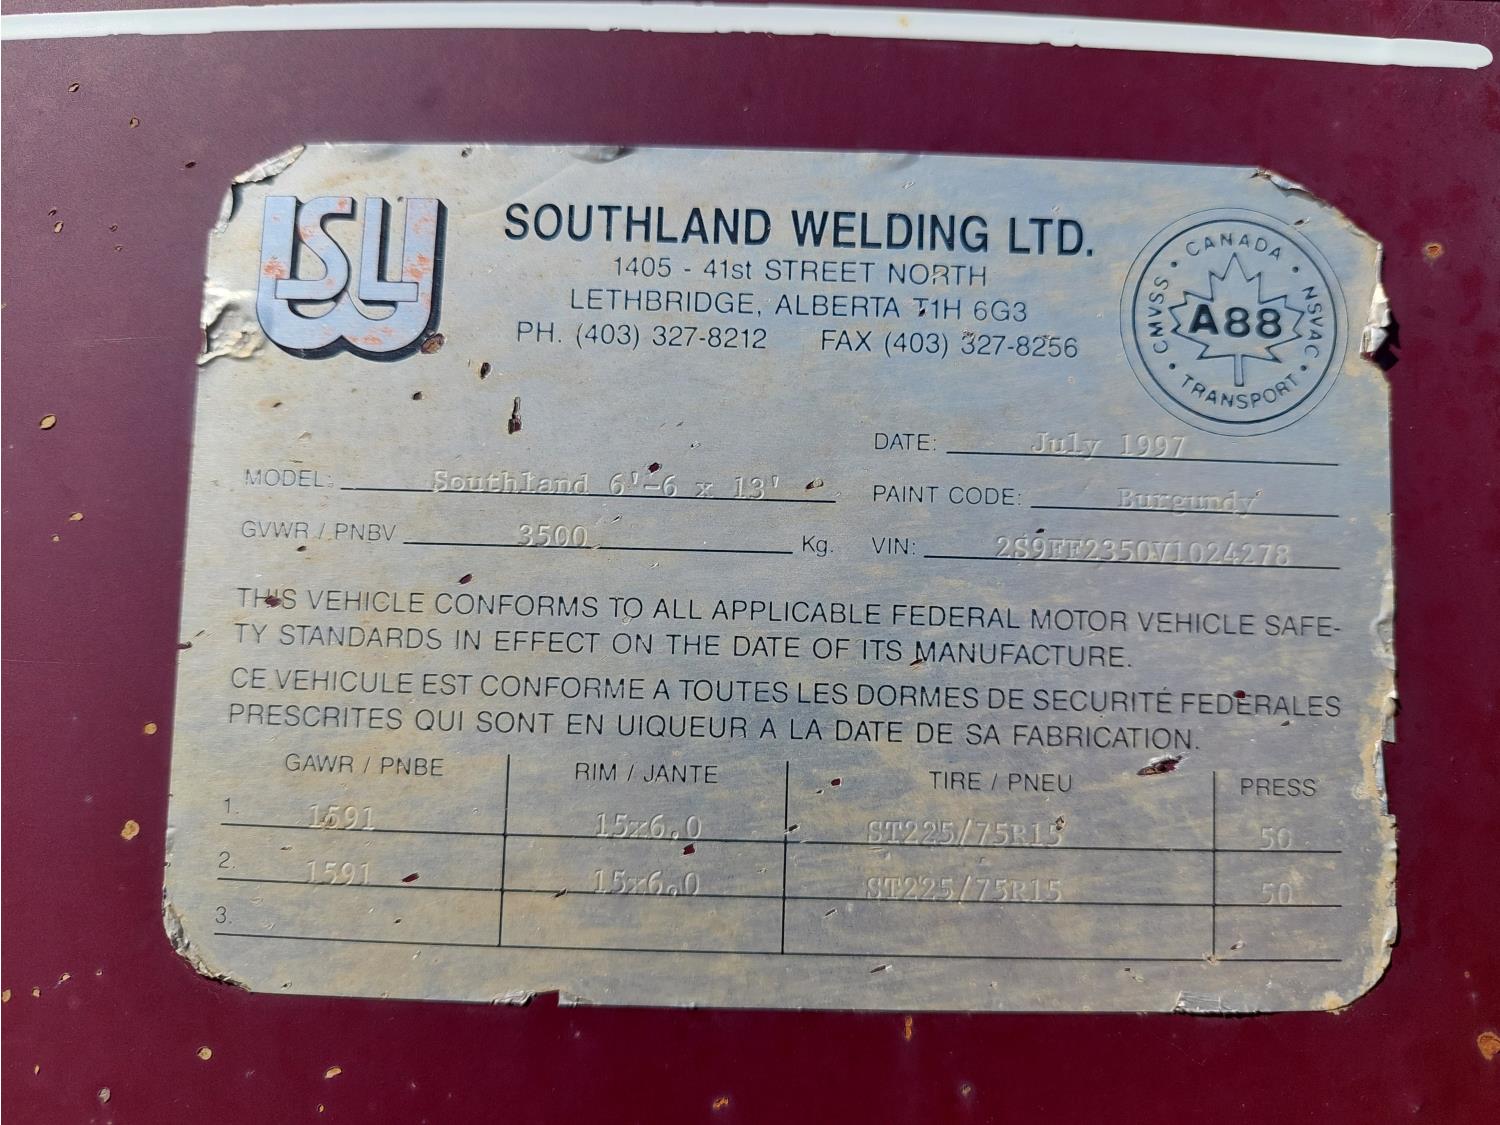 SLW
SOUTHLAND WELDING LTD.
1405 - 41st STREET NORTH
LETHBRIDGE, ALBERTA T1H 6G3
PH. (403) 327-8212 FAX (403) 327-8256
CANADA • NSVAC • TRANSPORT • CMVSS •
A88
DATE: July 1997
MODEL: Southland 6'-6 x 13' PAINT CODE: Burgundy
GVWR / PNBV 3500 Kg. VIN: 2S9EE2350V1024278
THIS VEHICLE CONFORMS TO ALL APPLICABLE FEDERAL MOTOR VEHICLE SAFE-
TY STANDARDS IN EFFECT ON THE DATE OF ITS MANUFACTURE.
CE VEHICULE EST CONFORME A TOUTES LES DORMES DE SECURITÉ FEDERALES
PRESCRITES QUI SONT EN UIQUEUR A LA DATE DE SA FABRICATION.
GAWR / PNBE RIM / JANTE TIRE / PNEU PRESS
1. 1591 15x6.0 ST225/75R15 50
2. 1591 15x6.0 ST225/75R15 50
3.